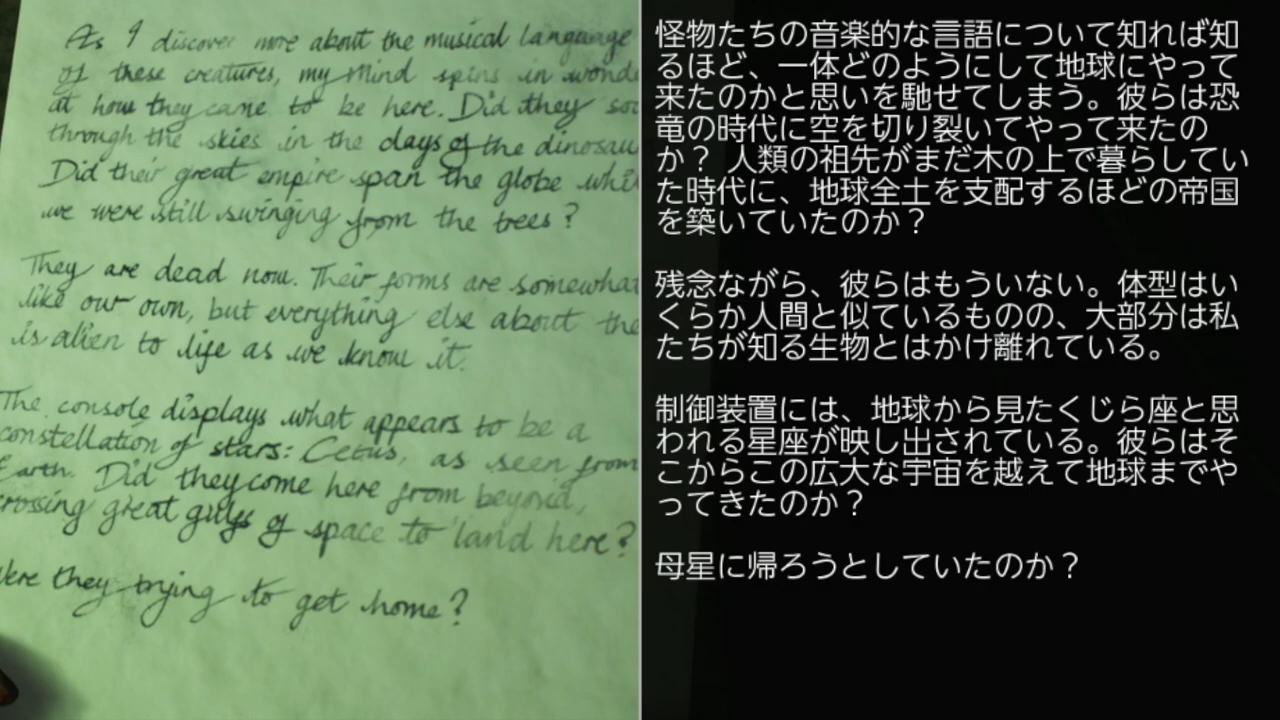 As I discover more about the musical language
of these creatures, my mind spins in wonde
at how they came to be here. Did they so
through the skies in the days of the dinosau
Did their great empire span the globe whi
we were still swinging from the trees?
They are dead now. Their forms are somewhat
like our own, but everything else about the
is alien to life as we know it.
The console displays what appears to be a
constellation of stars: Cetus, as seen from
Earth. Did they come here from beyond,
crossing great gulfs of space to land here?
Were they trying to get home?
怪物たちの音楽的な言語について知れば知
るほど、一体どのようにして地球にやって
来たのかと思いを馳せてしまう。彼らは恐
竜の時代に空を切り裂いてやって来たの
か? 人類の祖先がまだ木の上で暮らしてい
た時代に、地球全土を支配するほどの帝国
を築いていたのか?
残念ながら、彼らはもういない。体型はい
くらか人間と似ているものの、大部分は私
たちが知る生物とはかけ離れている。
制御装置には、地球から見たくじら座と思
われる星座が映し出されている。彼らはそ
こからこの広大な宇宙を越えて地球までや
ってきたのか?
母星に帰ろうとしていたのか?